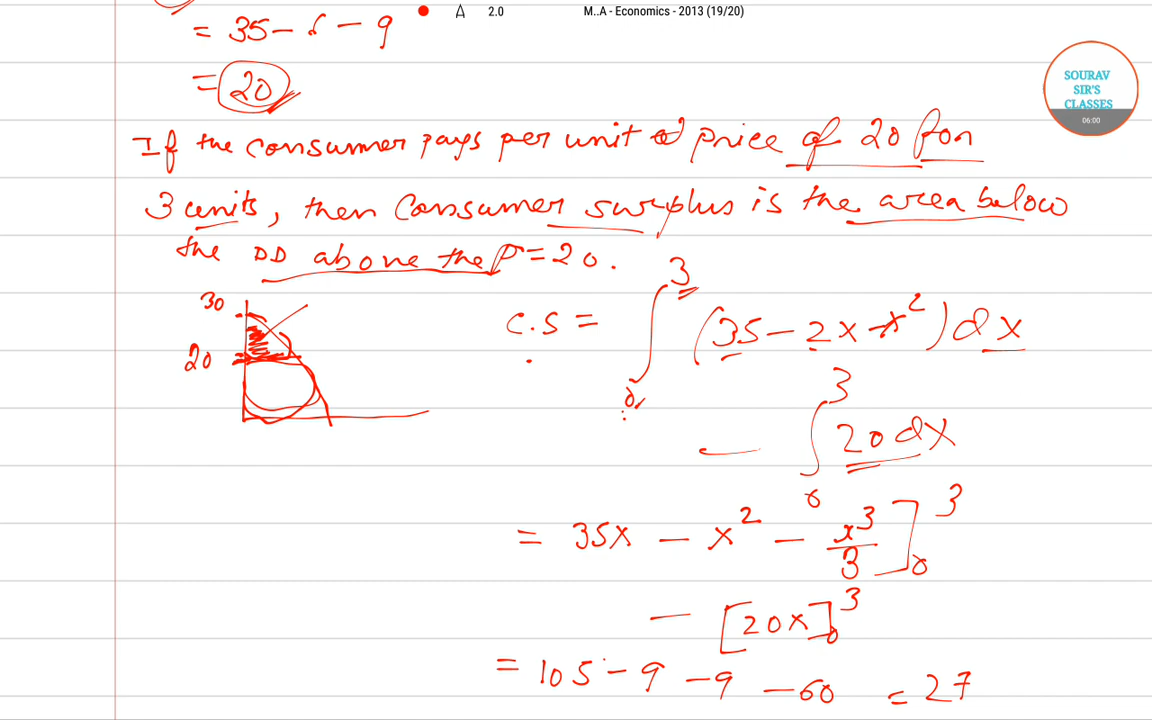 A 2.0 M..A - Economics - 2013 (19/20)
= 35 - 6 - 9
= 20
SOURAV
SIR'S
CLASSES
06:00
If the consumer pays per unit a price of 20 for
3 units, then consumer surplus is the area below
the DD above the P = 20.
30
20
C.S = ∫₀³ (35 - 2x - x²) dx
- ∫₀³ 20 dx
= 35x - x² - x³/3 ]₀³
- [20x]₀³
= 105 - 9 - 9 - 60 = 27